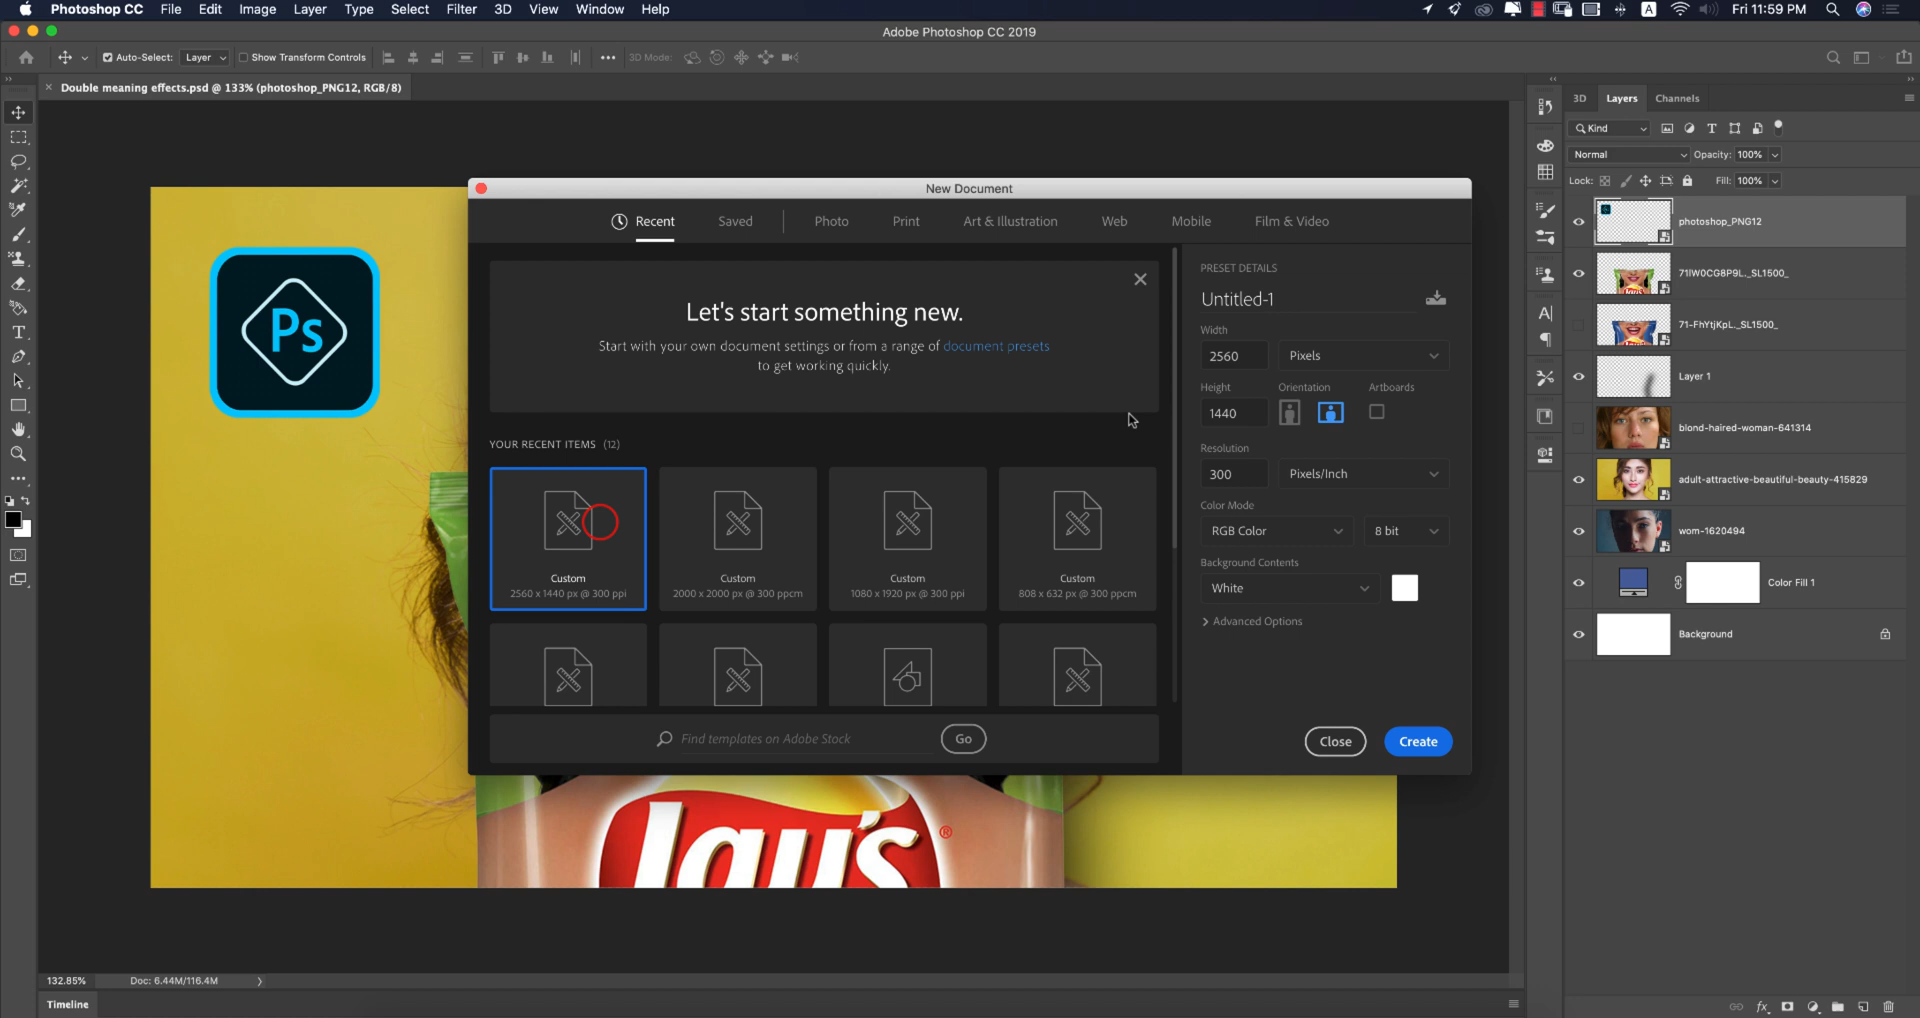 Photoshop CC File Edit Image Layer Type Select Filter 3D View Window Help
A Fri 11:59 PM
Adobe Photoshop CC 2019
Auto-Select: Layer Show Transform Controls 3D Mode:
× Double meaning effects.psd @ 133% (photoshop_PNG12, RGB/8)
3D Layers Channels
Kind
Normal Opacity: 100%
Lock: Fill: 100%
photoshop_PNG12
71IW0CG8P9L._SL1500_
71-FhYtjKpL._SL1500_
Layer 1
blond-haired-woman-641314
adult-attractive-beautiful-beauty-415829
wom-1620494
Color Fill 1
Background
Ps
New Document
Recent Saved Photo Print Art & Illustration Web Mobile Film & Video
Let's start something new.
Start with your own document settings or from a range of document presets
to get working quickly.
YOUR RECENT ITEMS (12)
Custom
2560 x 1440 px @ 300 ppi
Custom
2000 x 2000 px @ 300 ppcm
Custom
1080 x 1920 px @ 300 ppi
Custom
808 x 632 px @ 300 ppcm
Find templates on Adobe Stock Go
PRESET DETAILS
Untitled-1
Width
2560 Pixels
Height Orientation Artboards
1440
Resolution
300 Pixels/Inch
Color Mode
RGB Color 8 bit
Background Contents
White
Advanced Options
Close Create
Lay's ®
132.85% Doc: 6.44M/116.4M
Timeline